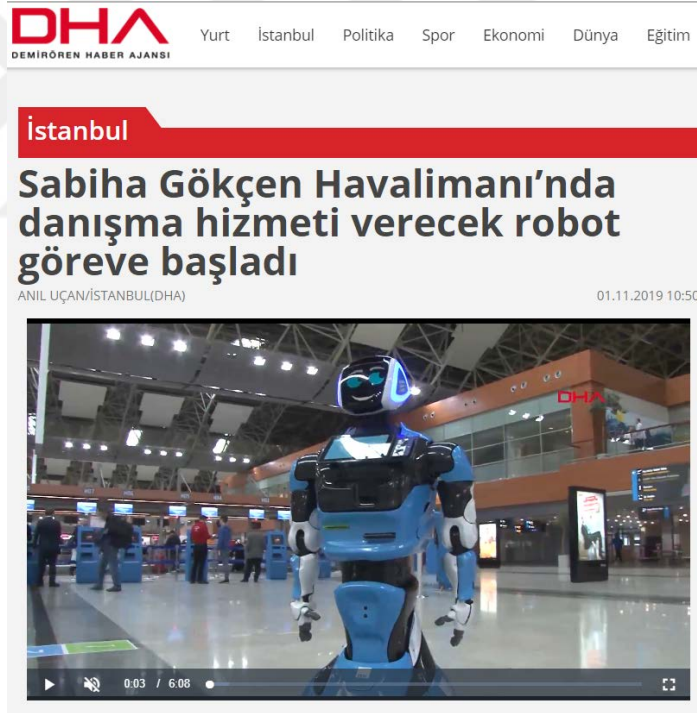 DHA
DEMİRÖREN HABER AJANSI
Yurt İstanbul Politika Spor Ekonomi Dünya Eğitim
İstanbul
Sabiha Gökçen Havalimanı’nda
danışma hizmeti verecek robot
göreve başladı
ANIL UÇAN/İSTANBUL(DHA)
01.11.2019 10:50
DHA
0:03 / 6:08